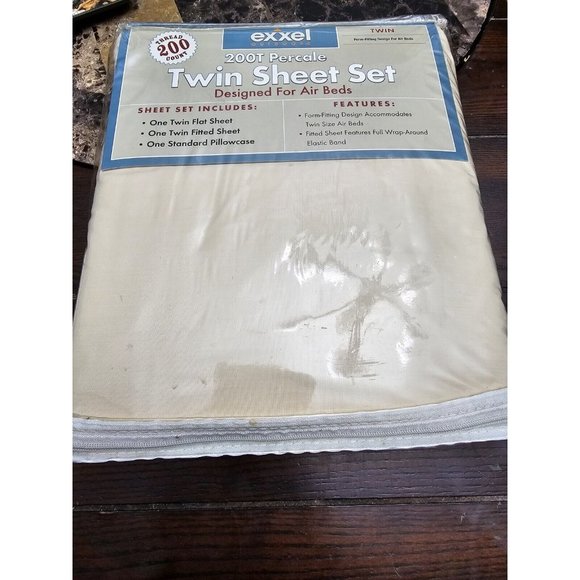 THREAD
200
COUNT
exxel
OUTDOORS
TWIN
Form-Fitting Design For Air Beds
200T Percale
Twin Sheet Set
Designed For Air Beds
SHEET SET INCLUDES:
• One Twin Flat Sheet
• One Twin Fitted Sheet
• One Standard Pillowcase
FEATURES:
• Form-Fitting Design Accommodates
Twin Size Air Beds
• Fitted Sheet Features Full Wrap-Around
Elastic Band